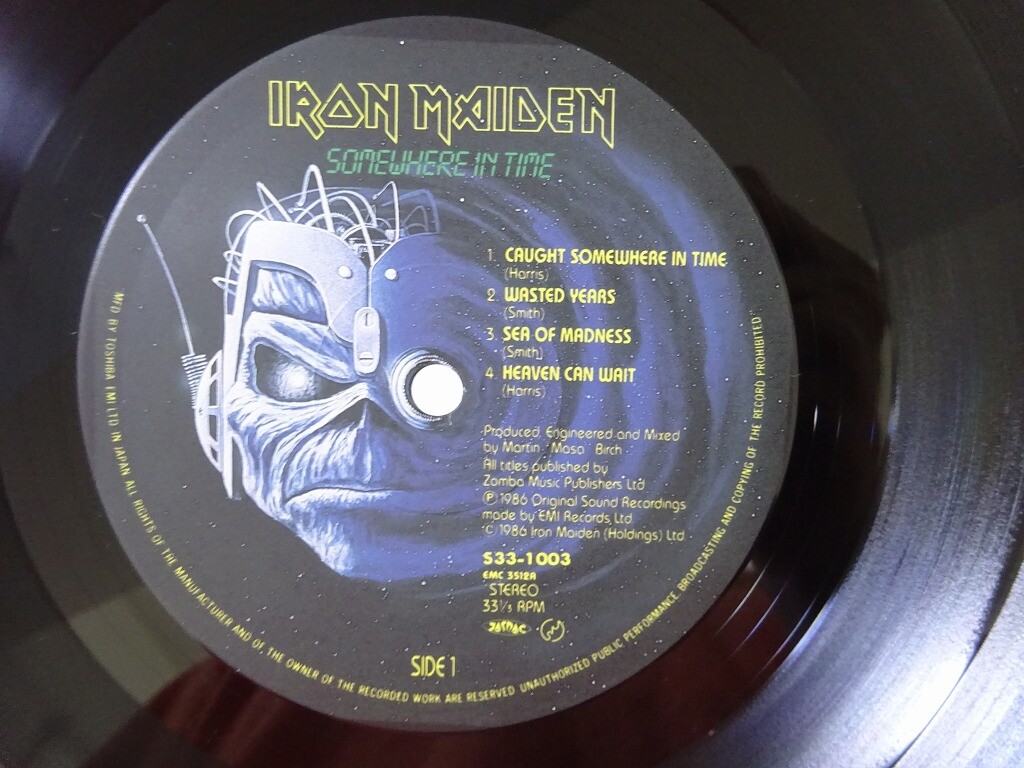 IRON MAIDEN
SOMEWHERE IN TIME
1. CAUGHT SOMEWHERE IN TIME
(Harris)
2. WASTED YEARS
(Smith)
3. SEA OF MADNESS
(Smith)
4. HEAVEN CAN WAIT
(Harris)
Produced, Engineered and Mixed
by Martin 'Masa' Birch
All titles published by
Zomba Music Publishers Ltd
℗ 1986 Original Sound Recordings
made by EMI Records, Ltd
© 1986 Iron Maiden (Holdings) Ltd
S33-1003
EMC 3512A
STEREO
33⅓ RPM
JASRAC
SIDE 1
MF'D BY TOSHIBA EMI LTD IN JAPAN ALL RIGHTS OF THE MANUFACTURER AND OF THE OWNER OF THE RECORDED WORK ARE RESERVED UNAUTHORIZED PUBLIC PERFORMANCE BROADCASTING AND COPYING OF THE RECORD PROHIBITED